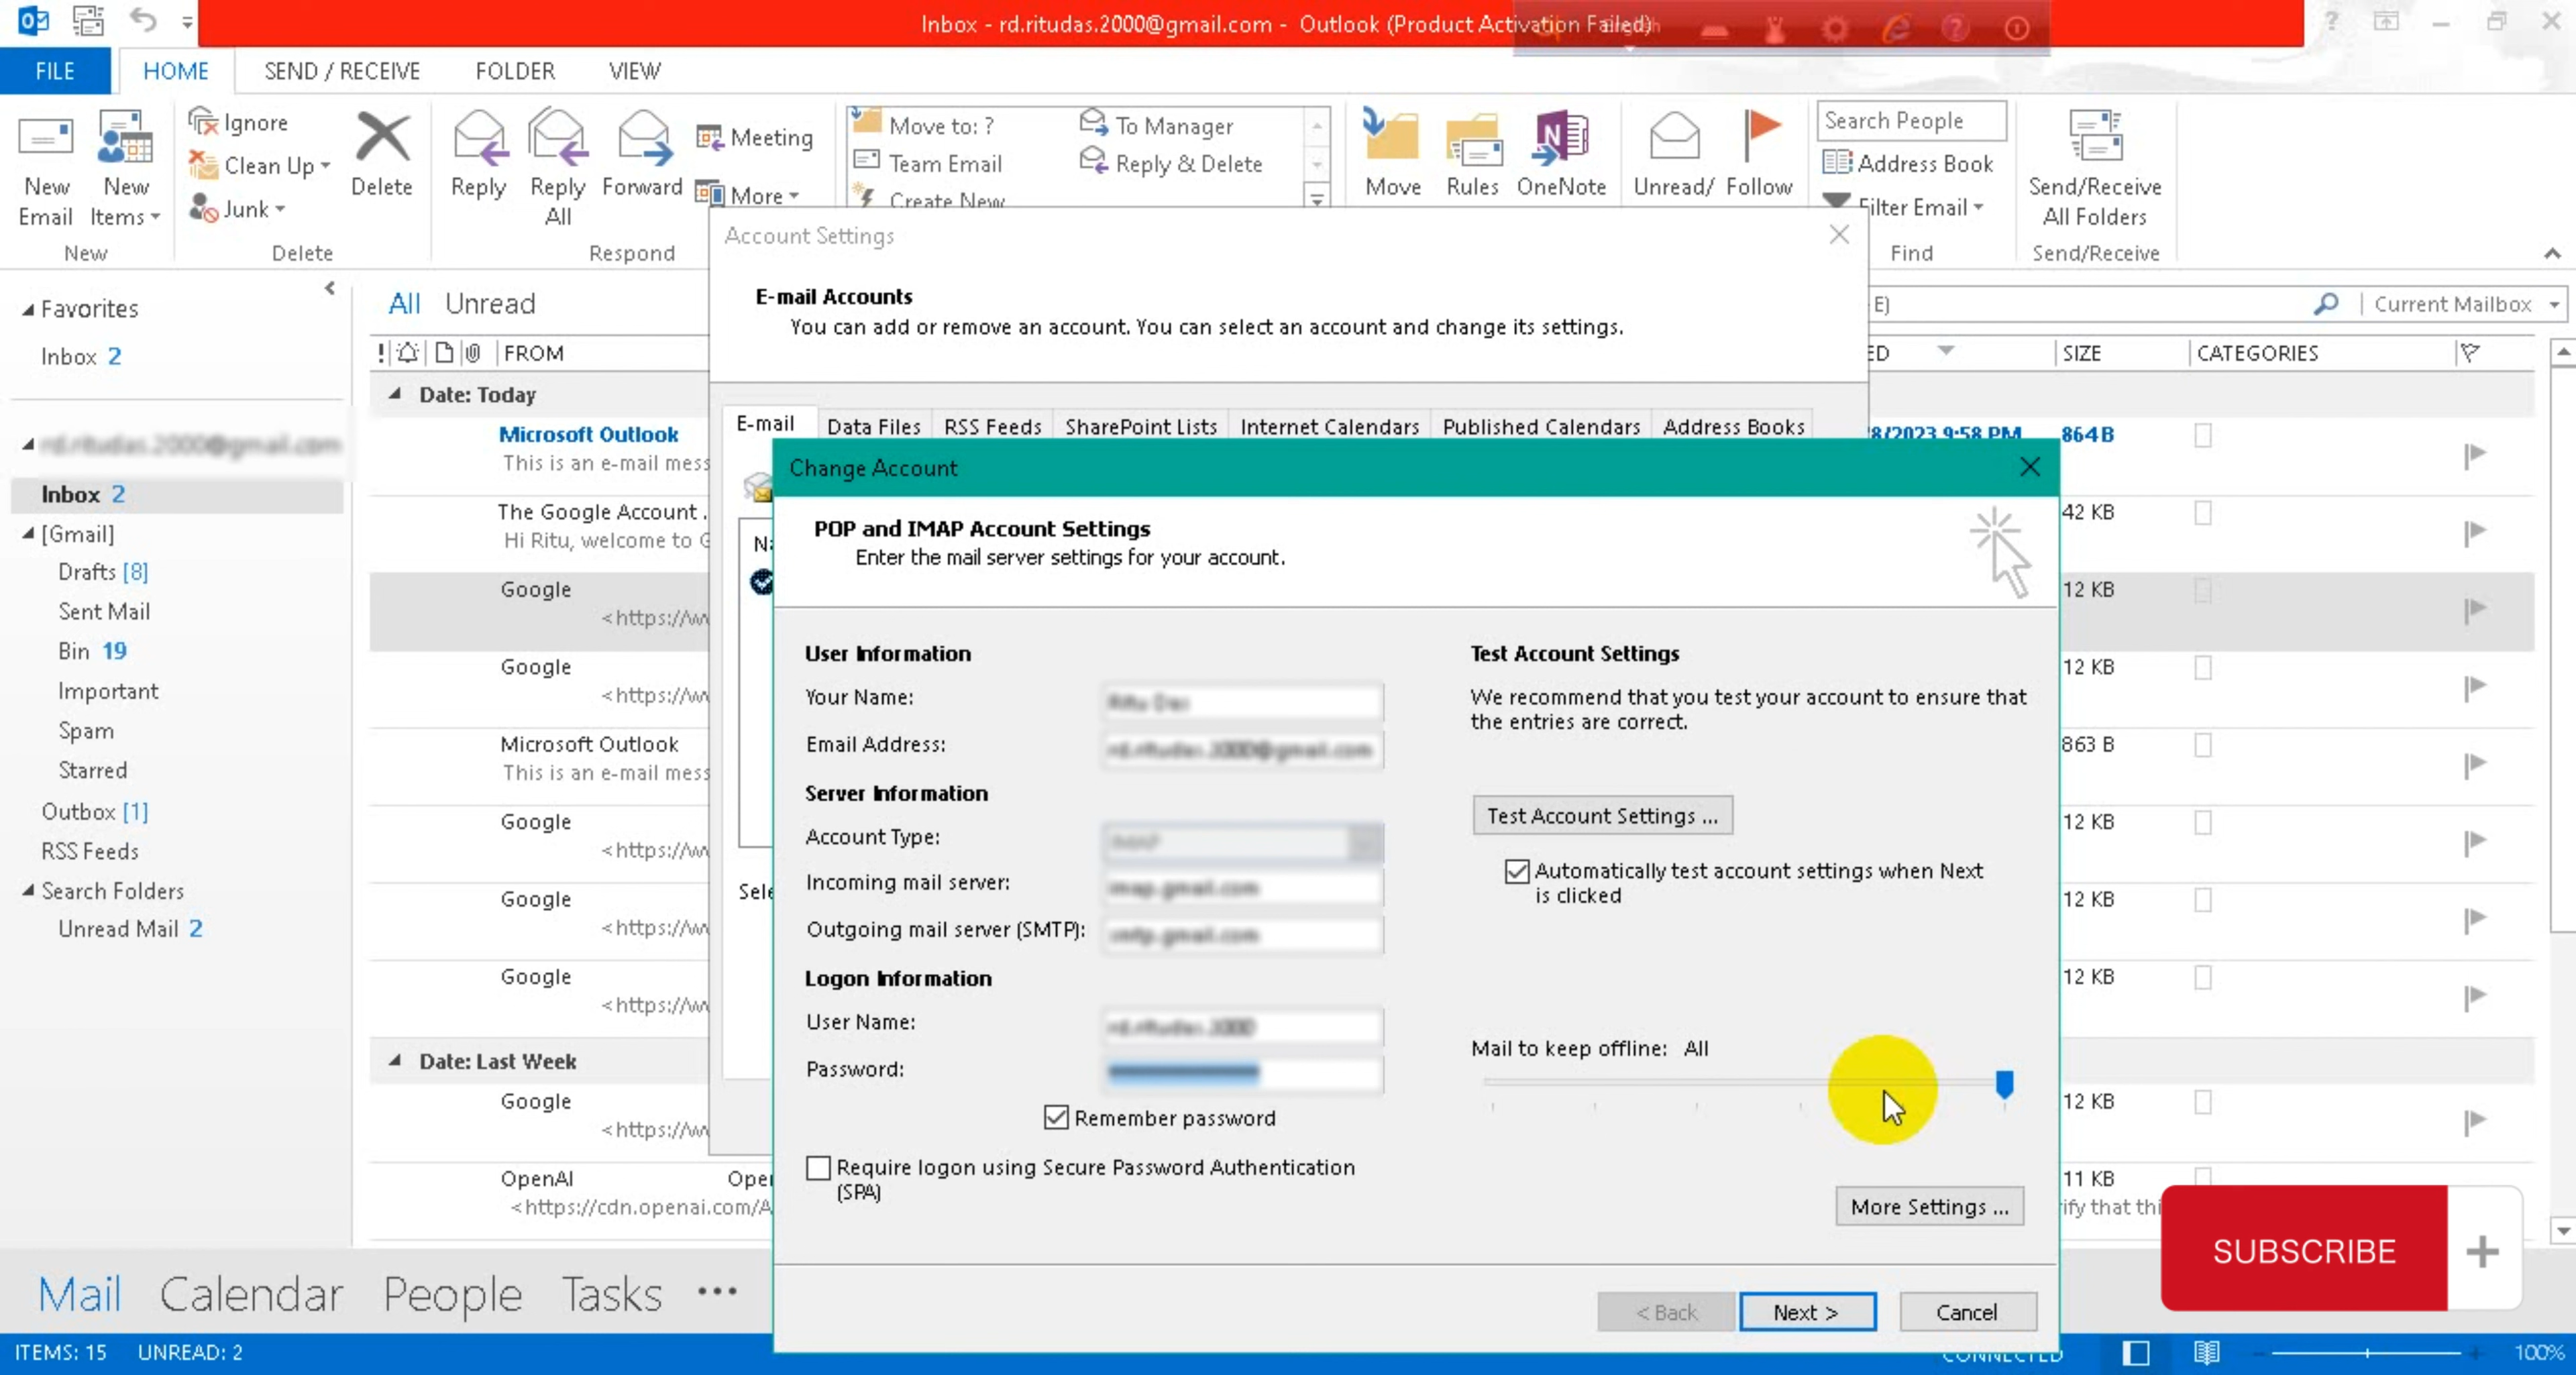 Inbox - rd.ritudas.2000@gmail.com - Outlook (Product Activation Failed)
FILE HOME SEND / RECEIVE FOLDER VIEW
New Email
New Items
New
Ignore
Clean Up
Junk
Delete
Delete
Reply
Reply All
Forward
Meeting
More
Respond
Move to: ?
Team Email
Create New
To Manager
Reply & Delete
Move
Rules
OneNote
Unread/
Follow
Search People
Address Book
Filter Email
Find
Send/Receive All Folders
Send/Receive
Favorites
Inbox 2
Inbox 2
[Gmail]
Drafts [8]
Sent Mail
Bin 19
Important
Spam
Starred
Outbox [1]
RSS Feeds
Search Folders
Unread Mail 2
All Unread
E]
Current Mailbox
FROM
ED
SIZE
CATEGORIES
Date: Today
Microsoft Outlook
This is an e-mail mess
8/2023 9:58 PM
864 B
The Google Account .
Hi Ritu, welcome to G
42 KB
Google
<https://w
12 KB
Google
<https://w
12 KB
Microsoft Outlook
This is an e-mail mess
863 B
Google
<https://w
12 KB
Google
<https://w
12 KB
Google
<https://w
12 KB
Date: Last Week
Google
<https://w
12 KB
OpenAI
Oper
11 KB
<https://cdn.openai.com/A
ify that thi
Account Settings
E-mail Accounts
You can add or remove an account. You can select an account and change its settings.
E-mail Data Files RSS Feeds SharePoint Lists Internet Calendars Published Calendars Address Books
Na
Sele
Change Account
POP and IMAP Account Settings
Enter the mail server settings for your account.
User Information
Your Name:
Email Address:
Server Information
Account Type:
Incoming mail server:
Outgoing mail server (SMTP):
Logon Information
User Name:
Password:
Remember password
Require logon using Secure Password Authentication
(SPA)
Test Account Settings
We recommend that you test your account to ensure that
the entries are correct.
Test Account Settings ...
Automatically test account settings when Next
is clicked
Mail to keep offline: All
More Settings ...
< Back
Next >
Cancel
SUBSCRIBE
Mail Calendar People Tasks
ITEMS: 15 UNREAD: 2
CONNECTED
100%